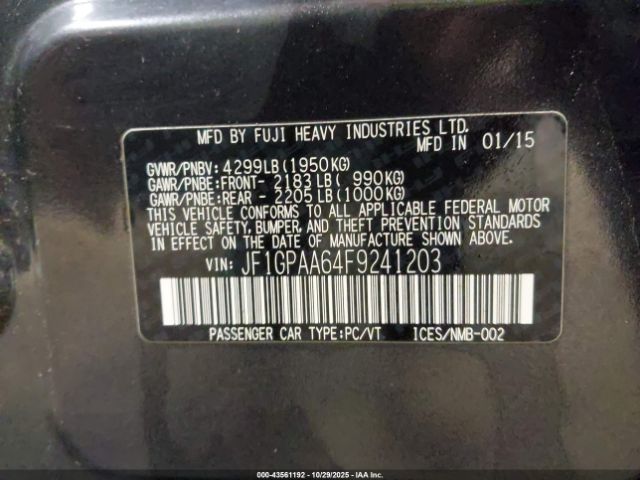 MFD BY FUJI HEAVY INDUSTRIES LTD.
MFD IN 01/15
GVWR/PNBV: 4299LB(1950KG)
GAWR/PNBE:FRONT- 2183LB( 990KG)
GAWR/PNBE:REAR - 2205LB(1000KG)
THIS VEHICLE CONFORMS TO ALL APPLICABLE FEDERAL MOTOR
VEHICLE SAFETY, BUMPER, AND THEFT PREVENTION STANDARDS
IN EFFECT ON THE DATE OF MANUFACTURE SHOWN ABOVE.
VIN: JF1GPAA64F9241203
PASSENGER CAR TYPE:PC/VT ICES/NMB-002
000-43561192 - 10/29/2025 - IAA Inc.